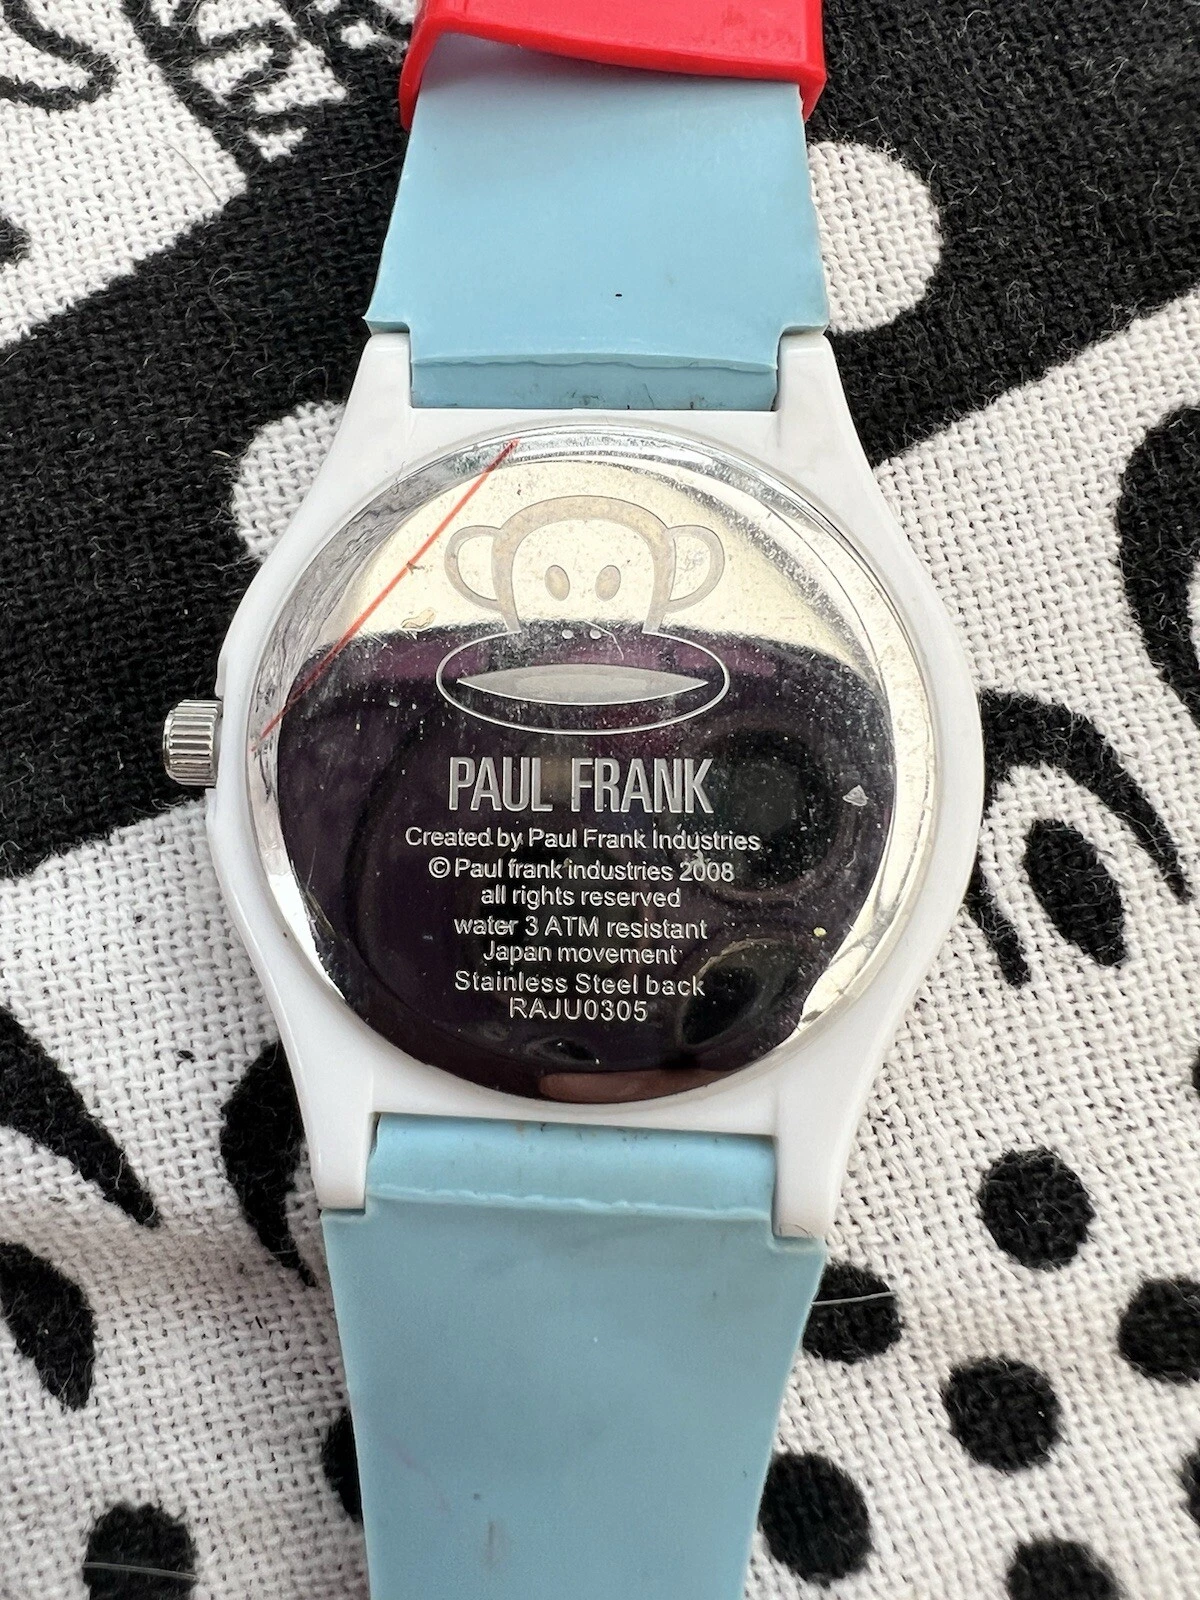 PAUL FRANK
Created by Paul Frank Industries
© Paul frank industries 2008
all rights reserved
water 3 ATM resistant
Japan movement
Stainless Steel back
RAJU0305